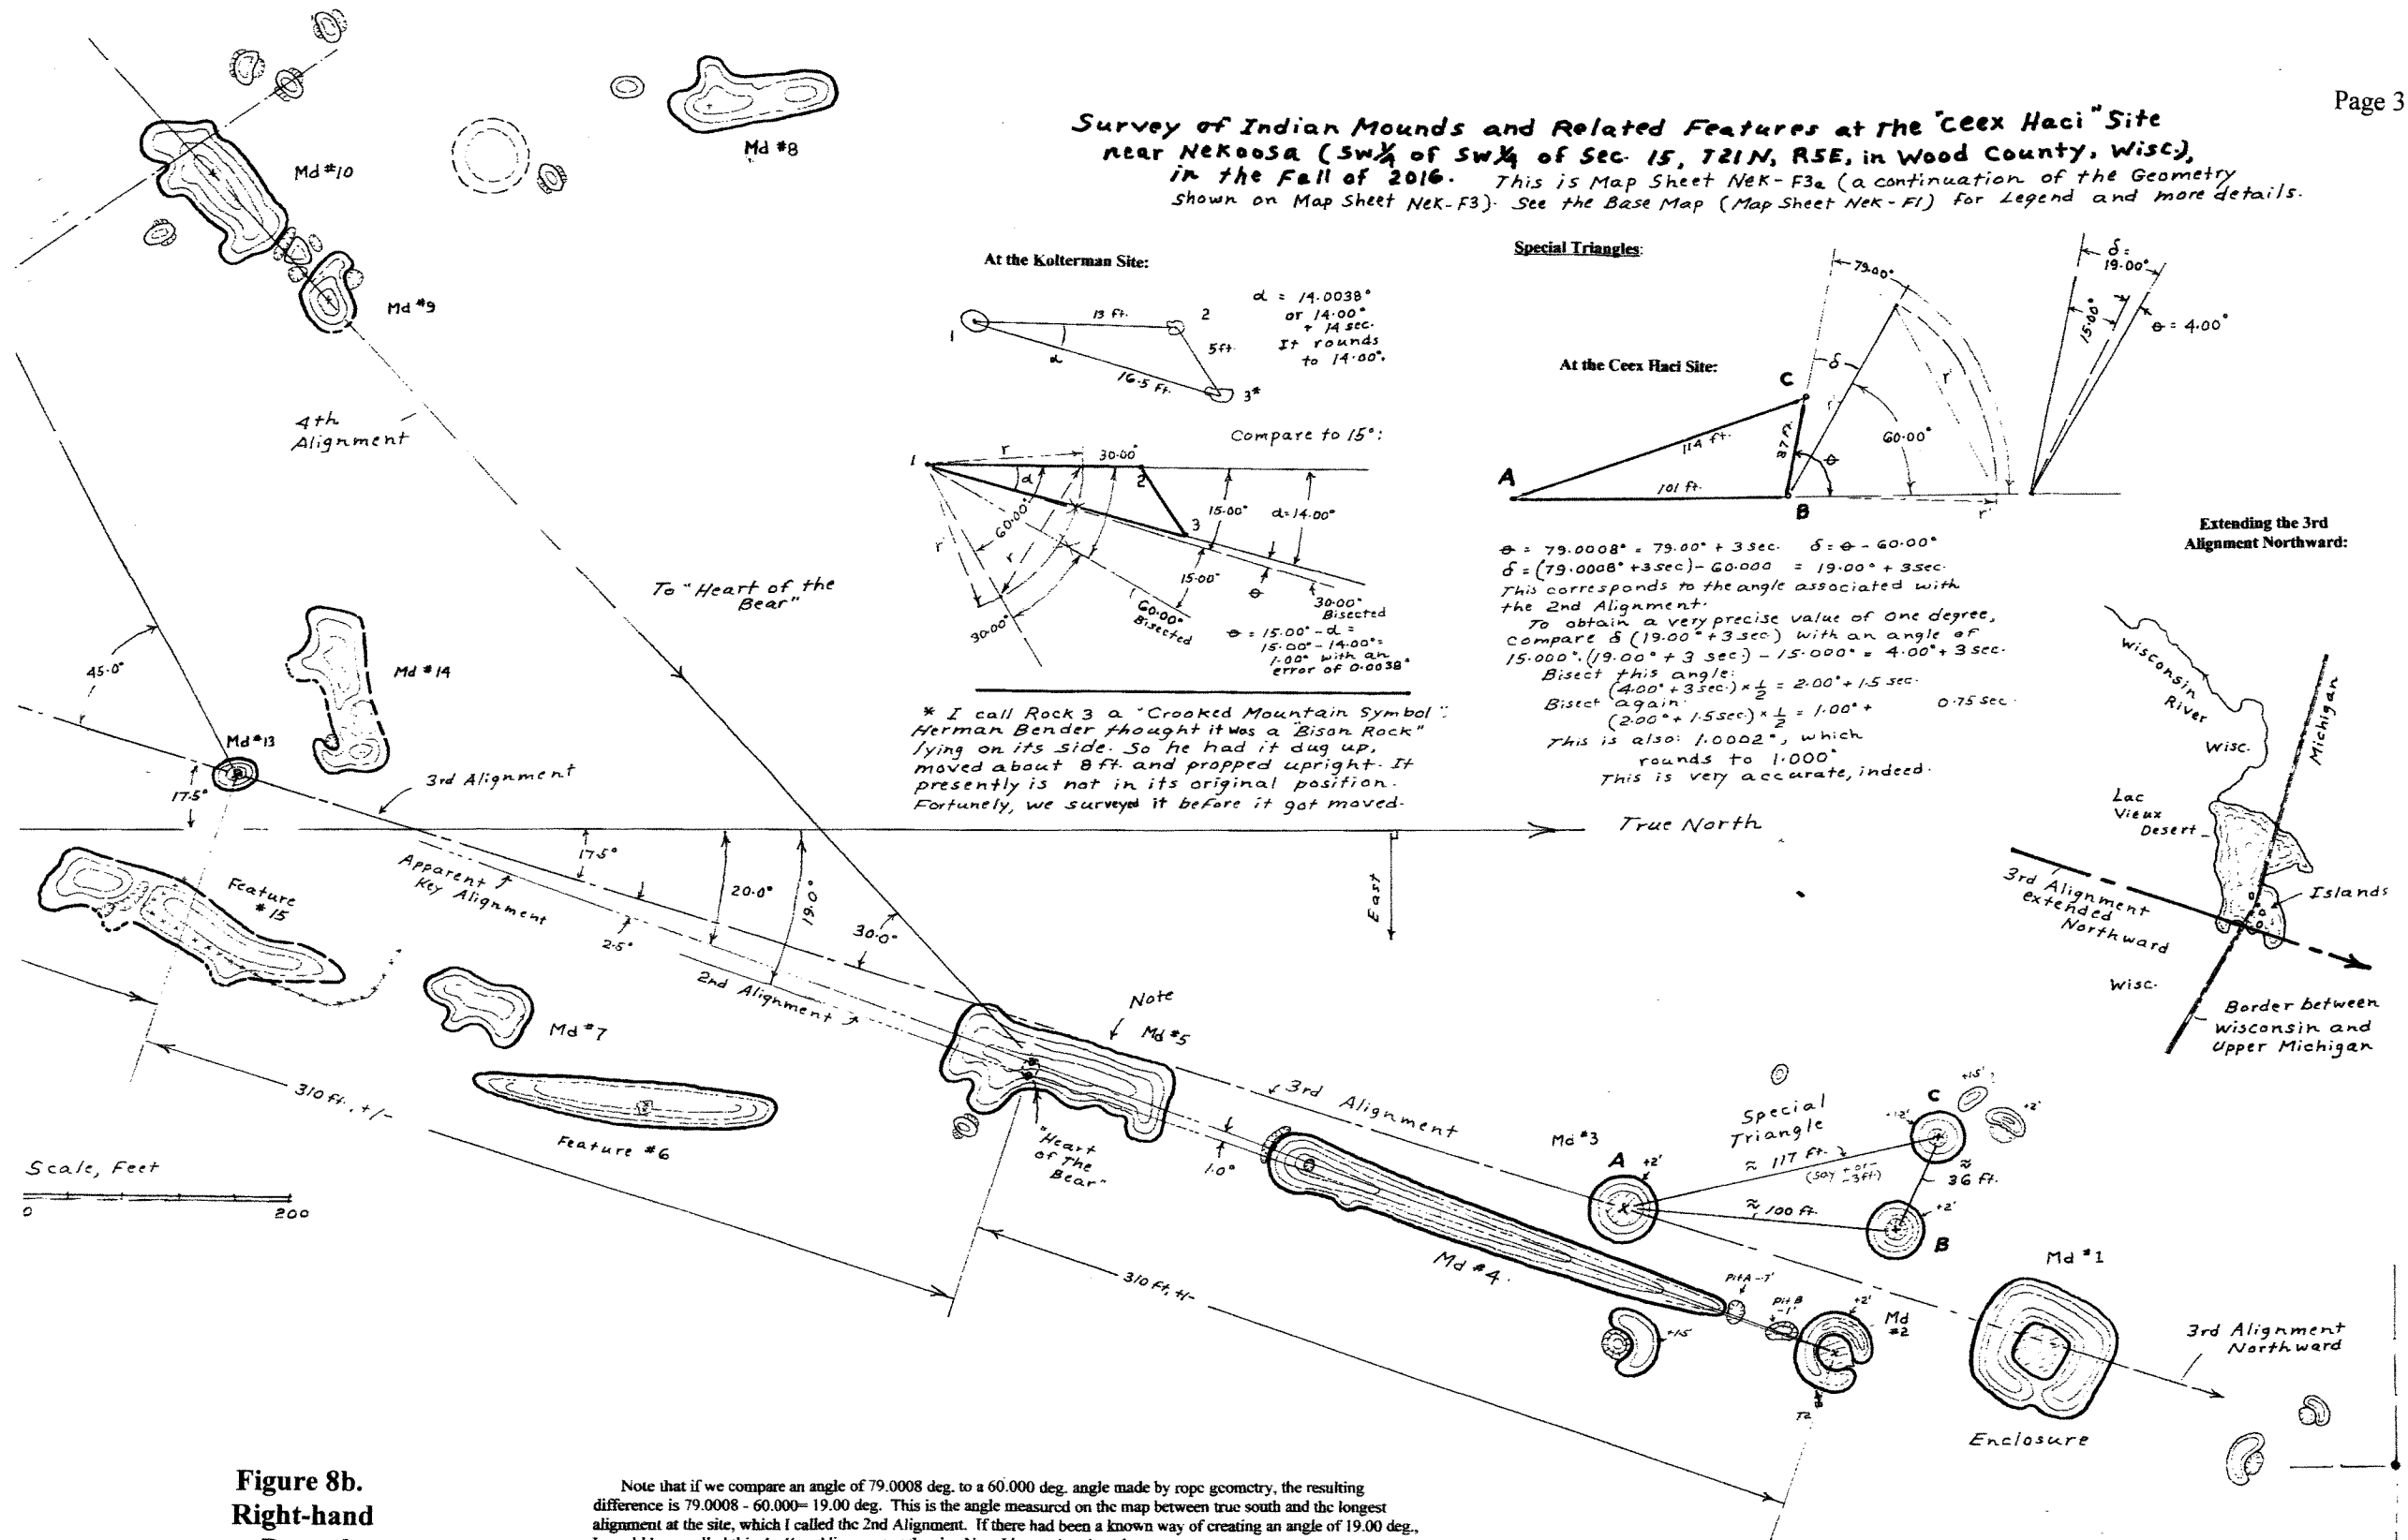 Page 3
Survey of Indian Mounds and Related Features at the "Ceex Haci" Site
near Nekoosa (SW¼ of SW¼ of Sec. 15, T21N, R5E, in Wood County, Wisc.),
in the Fall of 2016. This is Map Sheet Nek-F3a (a continuation of the Geometry
shown on Map Sheet Nek-F3). See the Base Map (Map Sheet Nek-F1) for Legend and more details.
Md #8
Md #10
Md #9
4th
Alignment
To "Heart of the
Bear"
At the Kolterman Site:
1
13 ft.
2
5ft.
α
16.5 Ft.
3*
α = 14.0038°
or 14.00°
+ 14 sec.
It rounds
to 14.00°.
Compare to 15°:
1
r
30.00°
α
2
60.00°
r
r
3
15.00°
α=14.00°
15.00°
30.00°
60.00°
Bisected
θ
30.00°
Bisected
θ = 15.00° - α =
15.00° - 14.00° =
1.00° with an
error of 0.0038°
* I call Rock 3 a "Crooked Mountain Symbol".
Herman Bender thought it was a "Bison Rock"
lying on its side. So he had it dug up,
moved about 8 ft. and propped upright. It
presently is not in its original position.
Fortunely, we surveyed it before it got moved.
Special Triangles:
At the Ceex Haci Site:
79.00°
δ
C
r'
r'
114 ft.
37 Ft.
60.00°
θ
A
101 ft.
B
r'
δ =
19.00°
15.00°
θ = 4.00°
θ = 79.0008° = 79.00° + 3 sec. δ = θ - 60.00°
δ = (79.0008° + 3 sec) - 60.000 = 19.00° + 3 sec.
This corresponds to the angle associated with
the 2nd Alignment.
To obtain a very precise value of one degree,
compare δ (19.00° + 3 sec) with an angle of
15.000°. (19.00° + 3 sec.) - 15.000° = 4.00° + 3 sec.
Bisect this angle:
(4.00° + 3 sec.) × ½ = 2.00° + 1.5 sec.
Bisect again:
(2.00° + 1.5 sec.) × ½ = 1.00° + 0.75 sec.
This is also: 1.0002°, which
rounds to 1.000°
This is very accurate, indeed.
Extending the 3rd
Alignment Northward:
Wisconsin
River
Michigan
Wisc.
Lac
Vieux
Desert
Islands
3rd Alignment
extended
Northward
Wisc.
Border between
Wisconsin and
Upper Michigan
45.0°
Md #14
Md #13
17.5°
3rd Alignment
True North
East
Apparent
Key Alignment
17.5°
20.0°
19.0°
30.0°
2.5°
2nd Alignment
Feature
#15
Md #7
310 ft., +/-
Feature #6
Scale, Feet
0
200
Note
Md #5
"Heart
of The
Bear"
1.0°
3rd Alignment
Md #4.
310 ft, +/-
Md #3
A
+2'
Special
Triangle
≈ 117 Ft.
(say + or -3ft)
≈ 100 ft.
≈
36 ft.
C
+12'
+15'
+2'
+2'
B
Pit A -7'
Pit B
-1'
+2'
Md
#2
+15
T2
Md #1
Enclosure
3rd Alignment
Northward
Figure 8b.
Right-hand
Note that if we compare an angle of 79.0008 deg. to a 60.000 deg. angle made by rope geometry, the resulting
difference is 79.0008 - 60.000= 19.00 deg. This is the angle measured on the map between true south and the longest
alignment at the site, which I called the 2nd Alignment. If there had been a known way of creating an angle of 19.00 deg.,